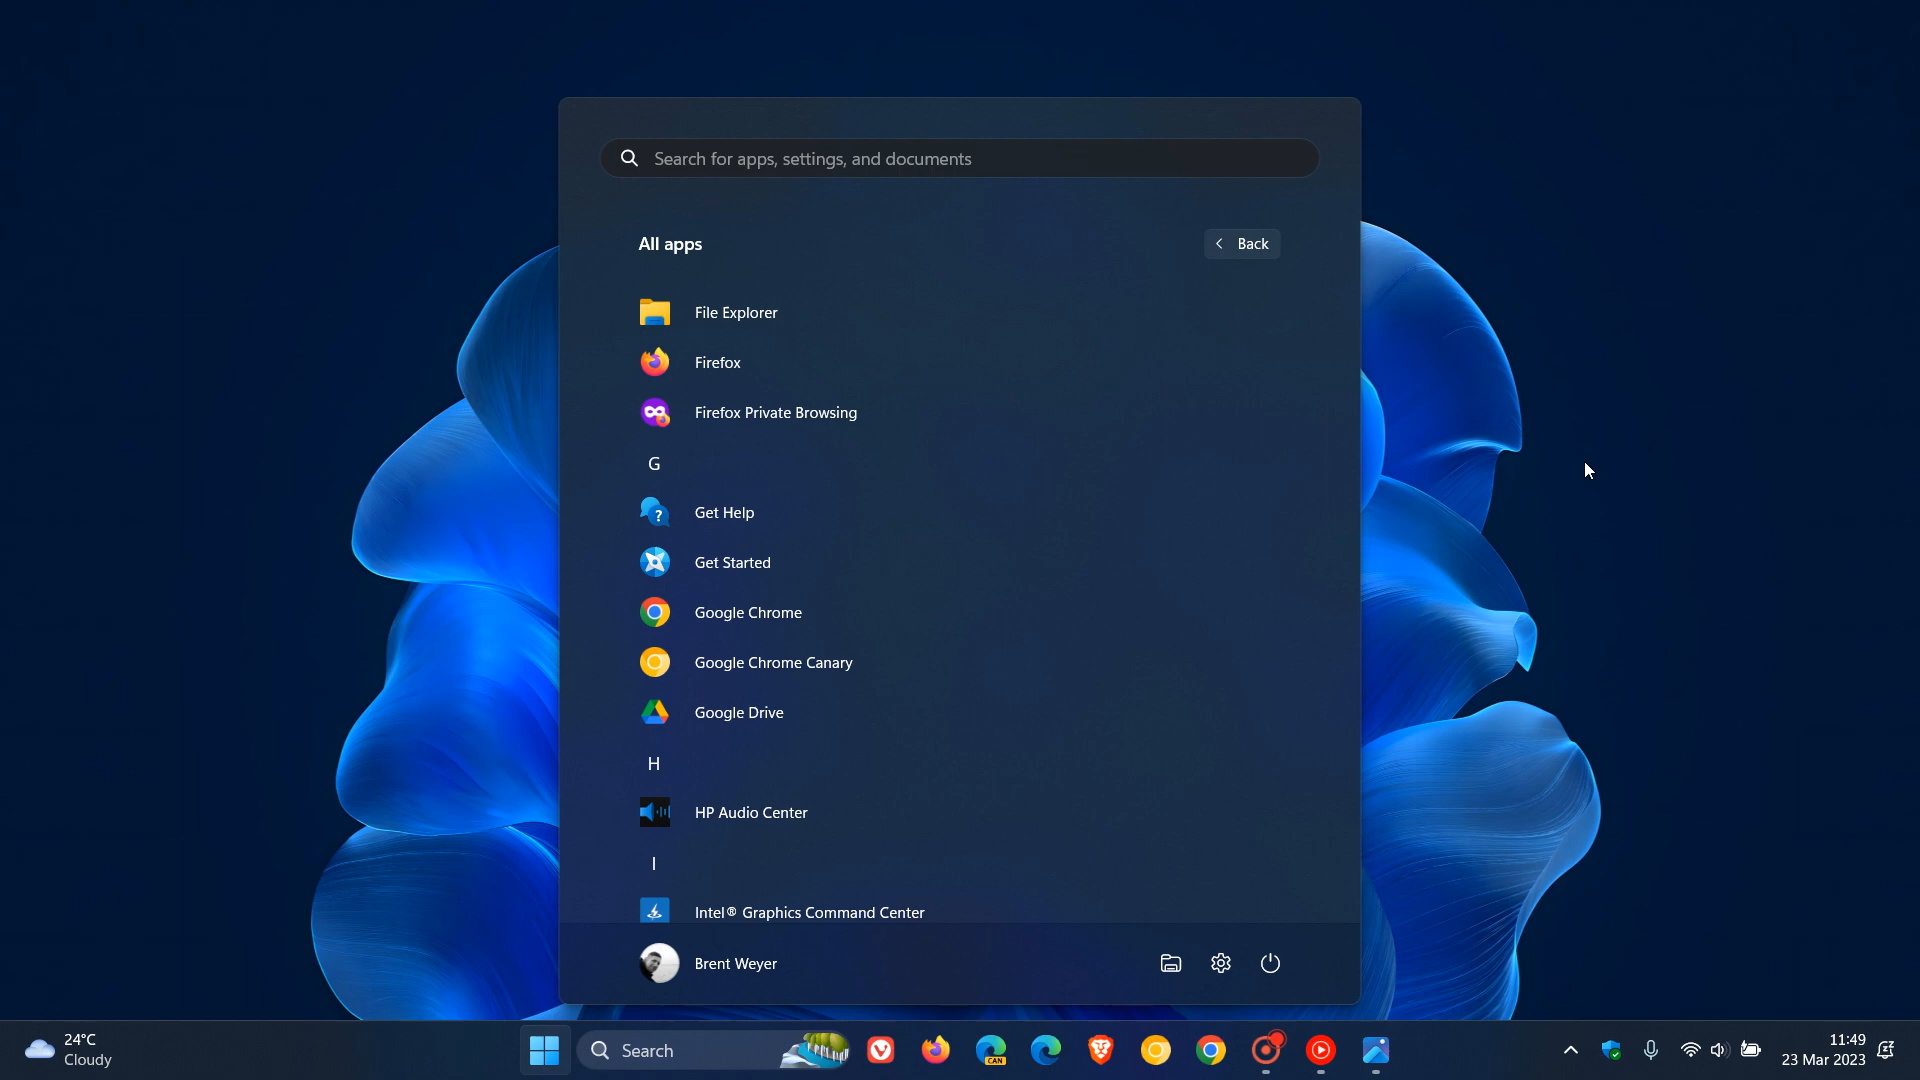 Search for apps, settings, and documents
All apps
Back
File Explorer
Firefox
Firefox Private Browsing
G
Get Help
Get Started
Google Chrome
Google Chrome Canary
Google Drive
H
HP Audio Center
I
Intel® Graphics Command Center
Brent Weyer
24°C
Cloudy
Search
CAN
11:49
23 Mar 2023